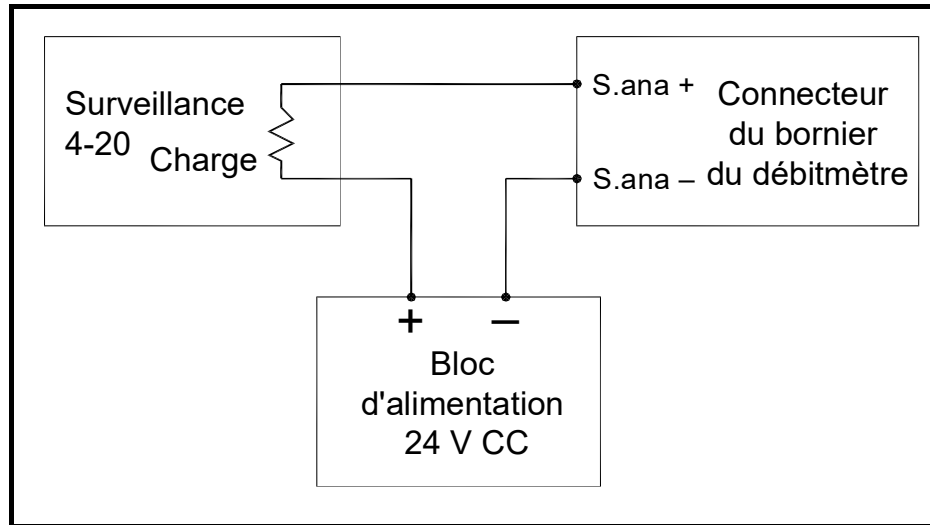 Surveillance
4-20
Charge
S.ana +
S.ana –
Connecteur
du bornier
du débitmètre
+ –
Bloc
d'alimentation
24 V CC